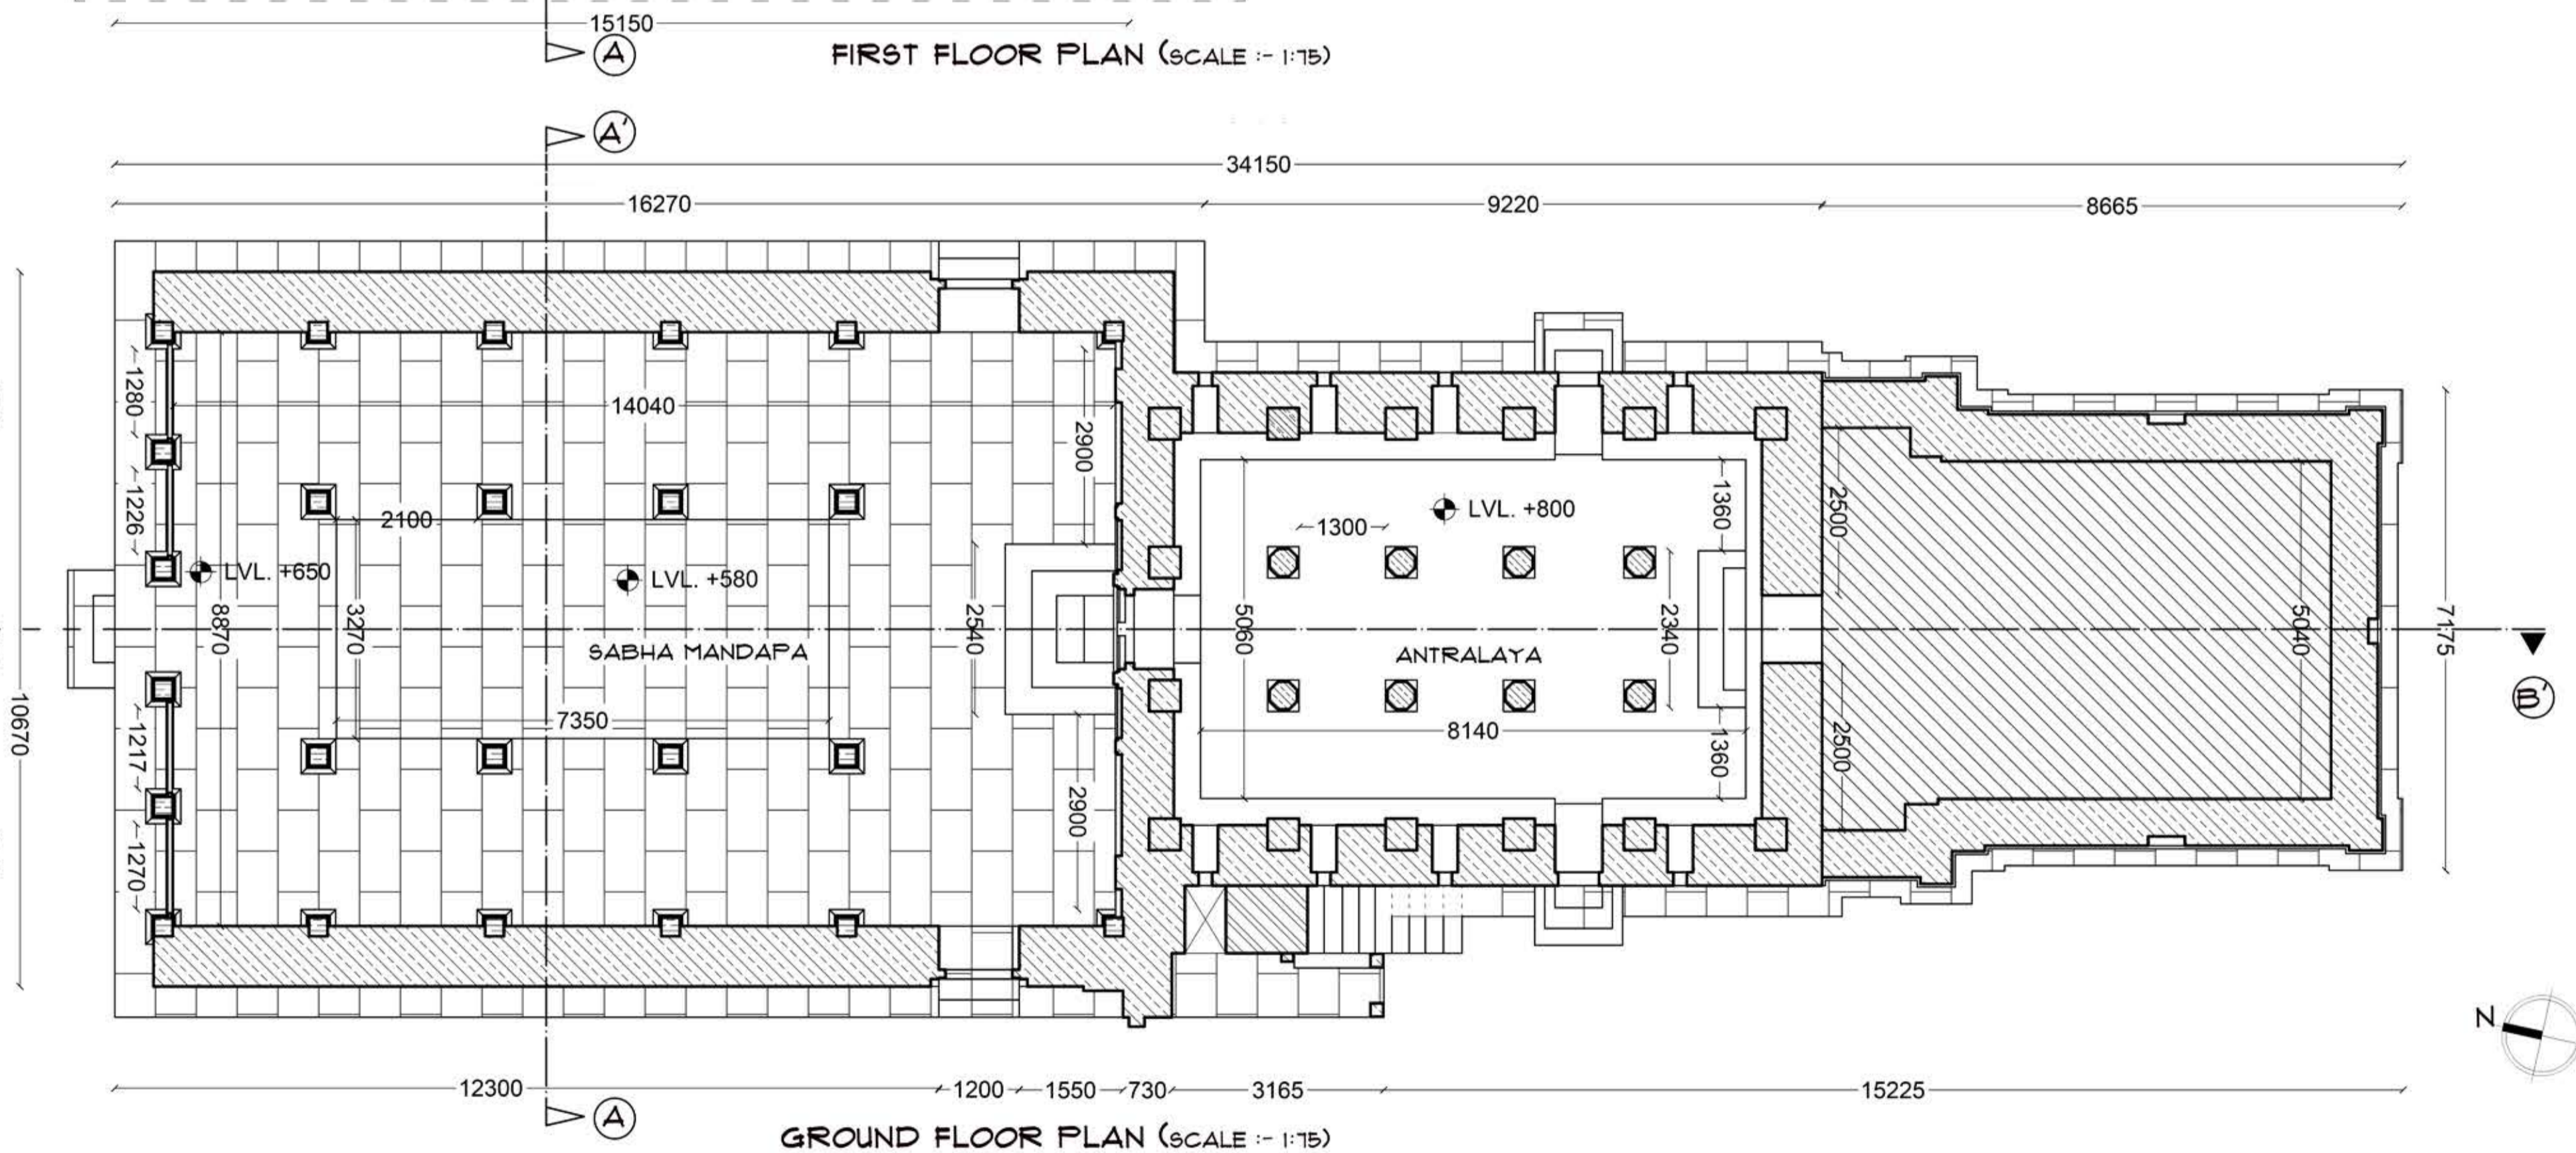 15150
A
FIRST FLOOR PLAN (SCALE :- 1:75)
A'
34150
16270
9220
8665
1280
14040
2900
1226
2100
LVL. +800
1300
1360
2500
LVL. +650
LVL. +580
10670
8870
3270
2540
5060
2340
5040
7175
SABHA MANDAPA
ANTRALAYA
B'
1217
7350
8140
1360
2500
1270
2900
N
12300
1200
1550
730
3165
15225
A
GROUND FLOOR PLAN (SCALE :- 1:75)